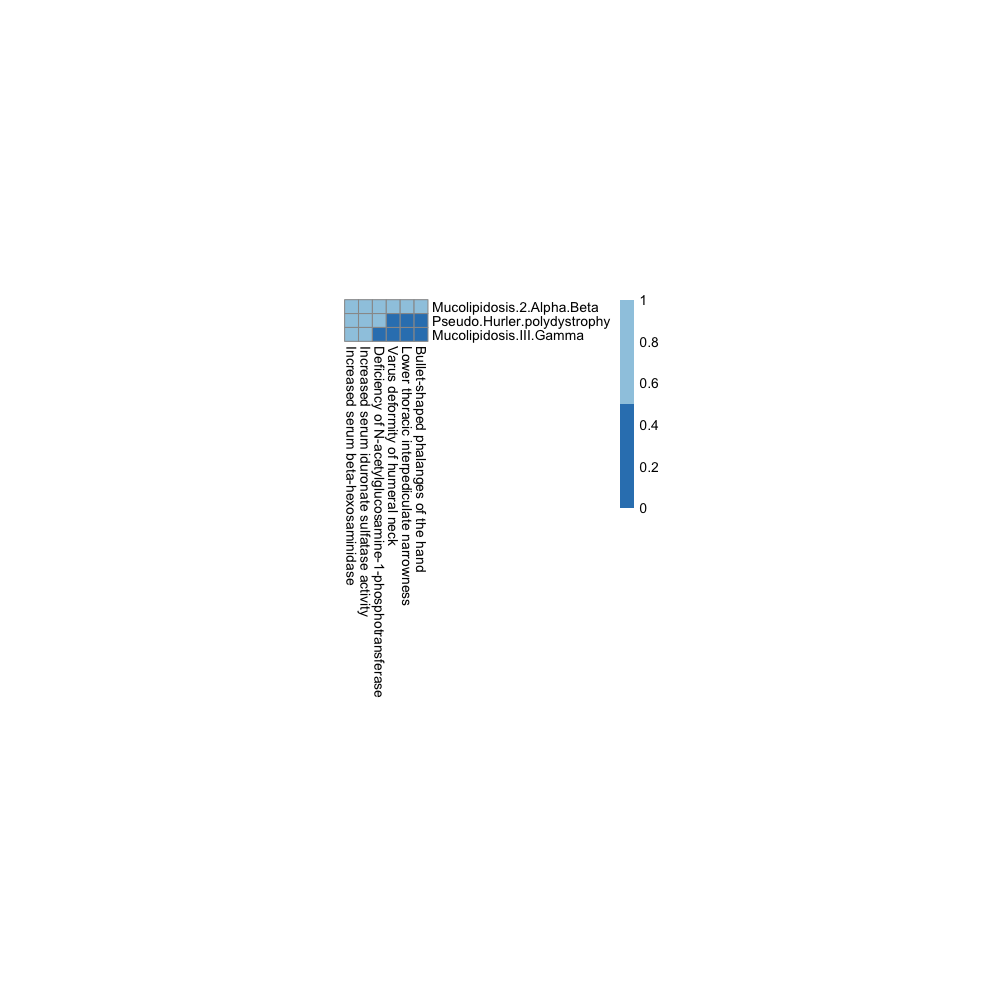 Mucolipidosis.2.Alpha.Beta
Pseudo.Hurler.polydystrophy
Mucolipidosis.III.Gamma
Increased serum beta-hexosaminidase
Increased serum iduronate sulfatase activity
Deficiency of N-acetylglucosamine-1-phosphotransferase
Varus deformity of humeral neck
Lower thoracic interpediculate narrowness
Bullet-shaped phalanges of the hand
1
0.8
0.6
0.4
0.2
0